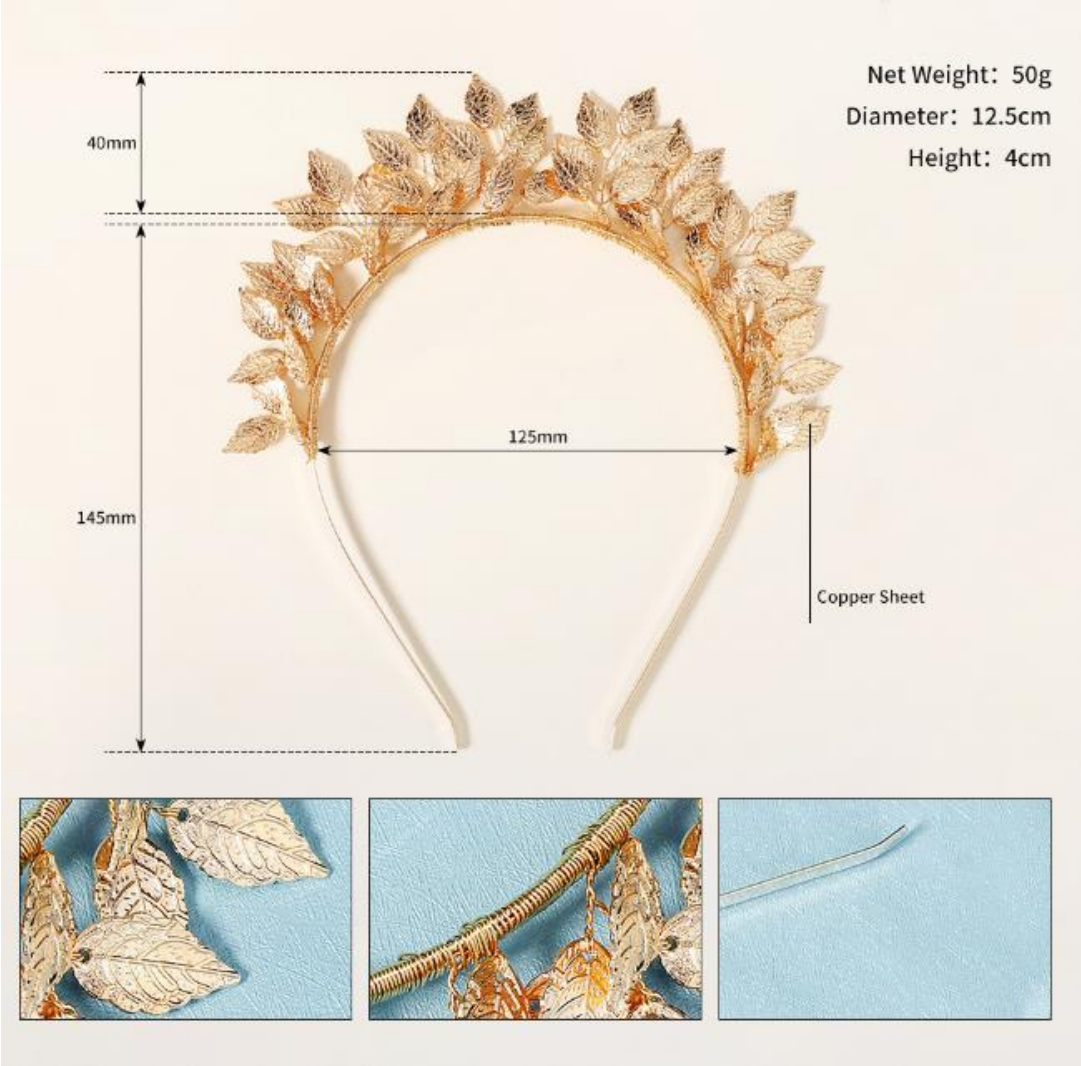 Net Weight：50g
Diameter：12.5cm
Height：4cm
40mm
125mm
145mm
Copper Sheet